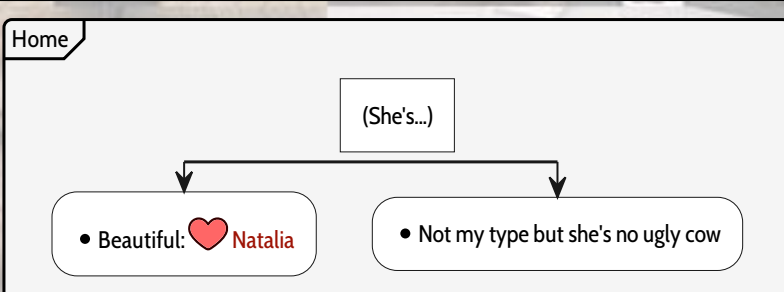 Home
(She's...)
Beautiful: Natalia
Not my type but she's no ugly cow